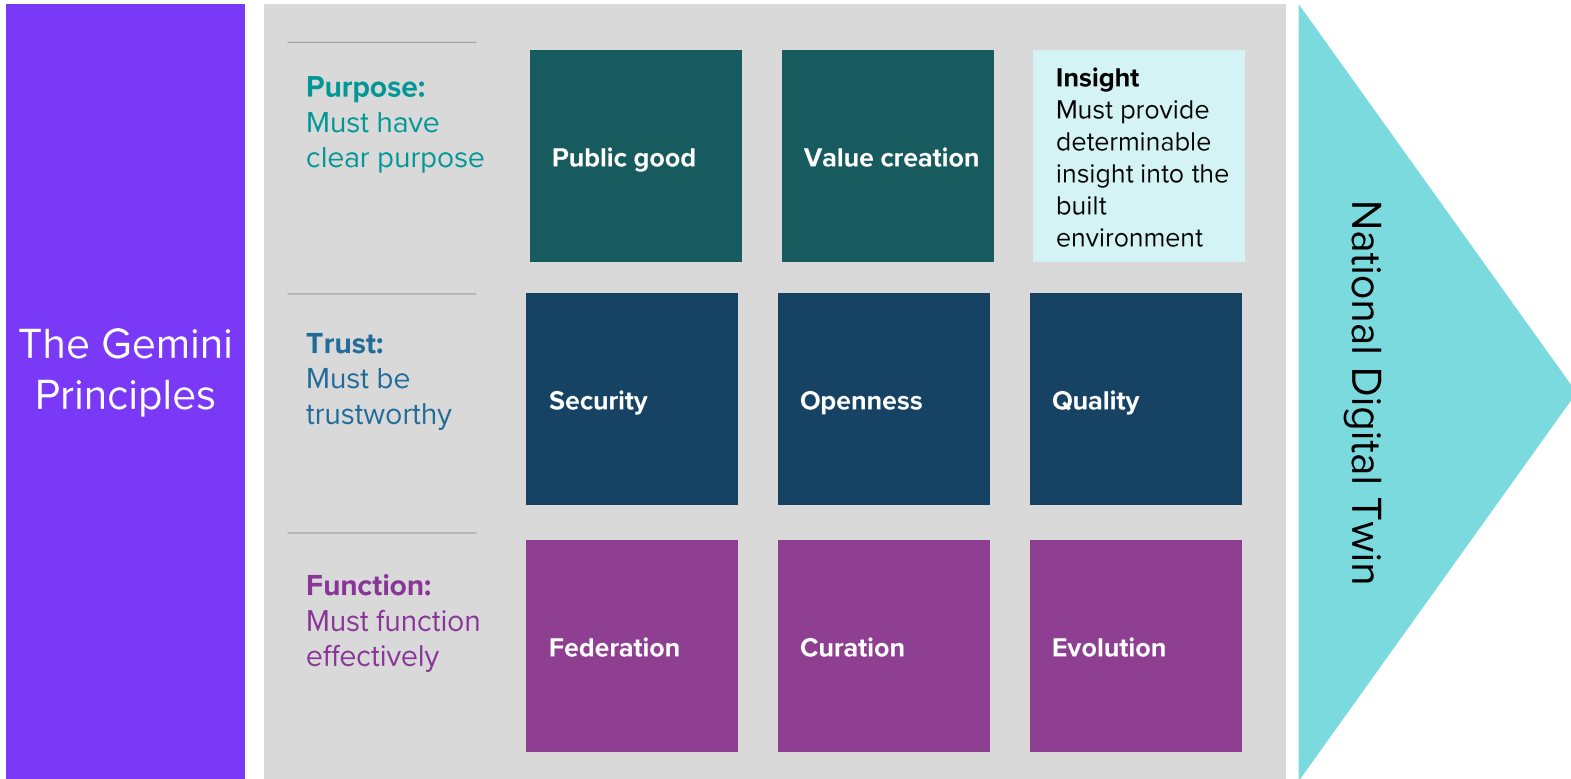 The Gemini
Principles
Purpose:
Must have
clear purpose
Public good
Value creation
Insight
Must provide
determinable
insight into the
built
environment
Trust:
Must be
trustworthy
Security
Openness
Quality
Function:
Must function
effectively
Federation
Curation
Evolution
National Digital Twin